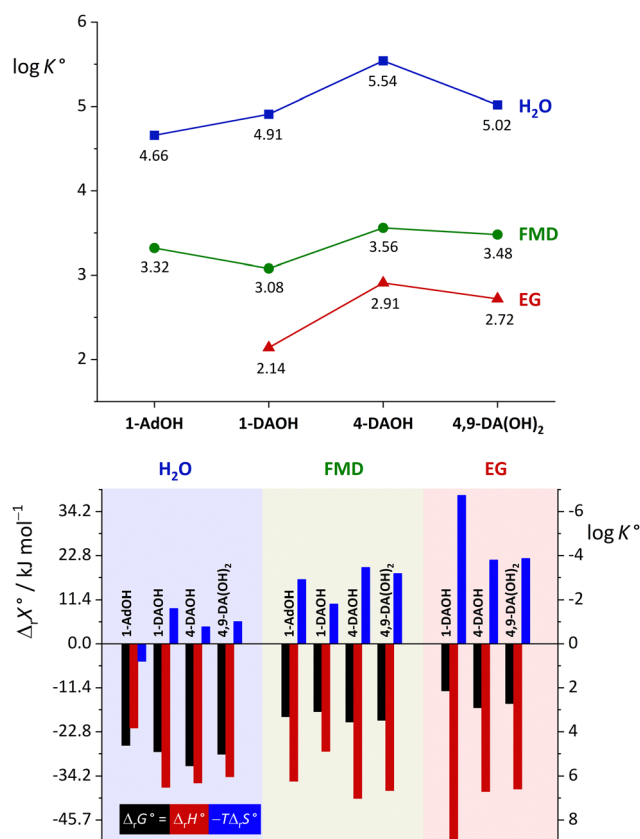 6
log K°
5.54
H₂O
5
5.02
4.91
4.66
4
FMD
3.56
3.48
3.32
3
3.08
EG
2.91
2.72
2
2.14
1-AdOH 1-DAOH 4-DAOH 4,9-DA(OH)₂
H₂O FMD EG
ΔᵣX° / kJ mol⁻¹
log K°
34.2 -6
22.8 -4
11.4 -2
0.0 0
-11.4 2
-22.8 4
-34.2 6
-45.7 8
1-AdOH
1-DAOH
4-DAOH
4,9-DA(OH)₂
1-AdOH
1-DAOH
4-DAOH
4,9-DA(OH)₂
1-DAOH
4-DAOH
4,9-DA(OH)₂
ΔᵣG° = ΔᵣH° −TΔᵣS°